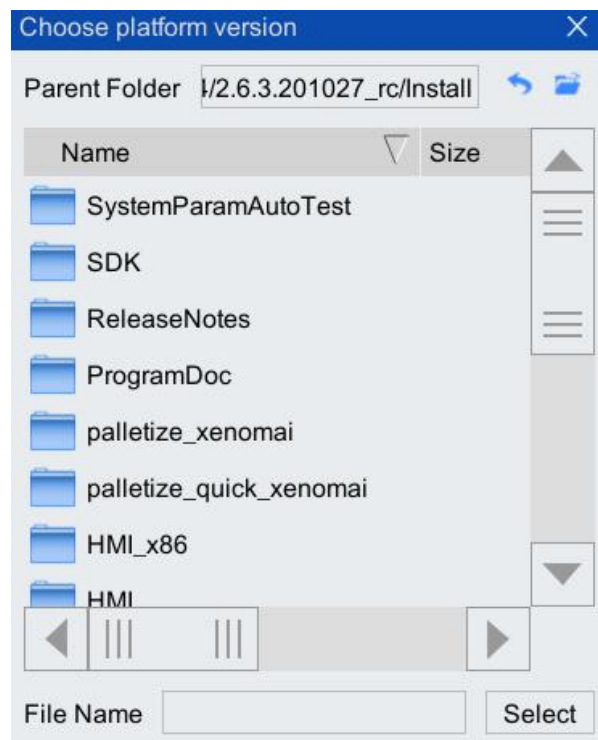 Choose platform version
Parent Folder 4/2.6.3.201027_rc/Install
Name Size
SystemParamAutoTest
SDK
ReleaseNotes
ProgramDoc
palletize_xenomai
palletize_quick_xenomai
HMI_x86
HMI
File Name Select